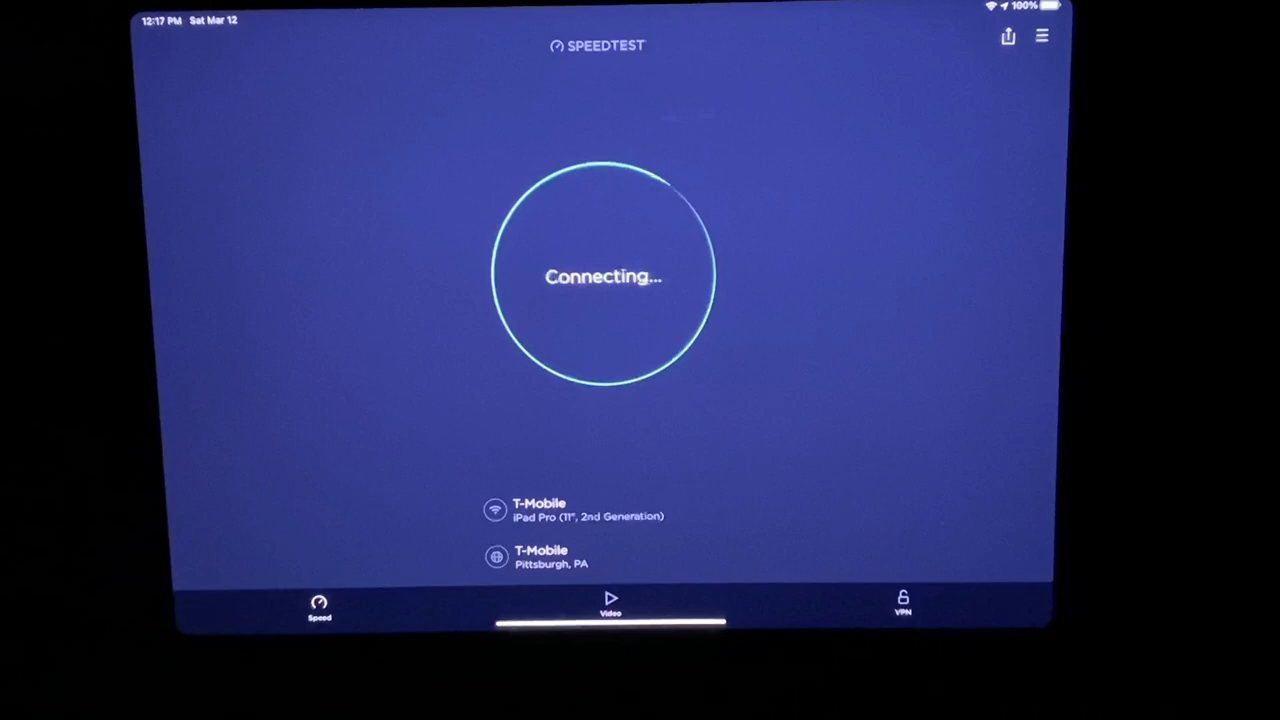 12:17 PM Sat Mar 12
100%
SPEEDTEST
Connecting...
T-Mobile
iPad Pro (11", 2nd Generation)
T-Mobile
Pittsburgh, PA
Speed
Video
VPN